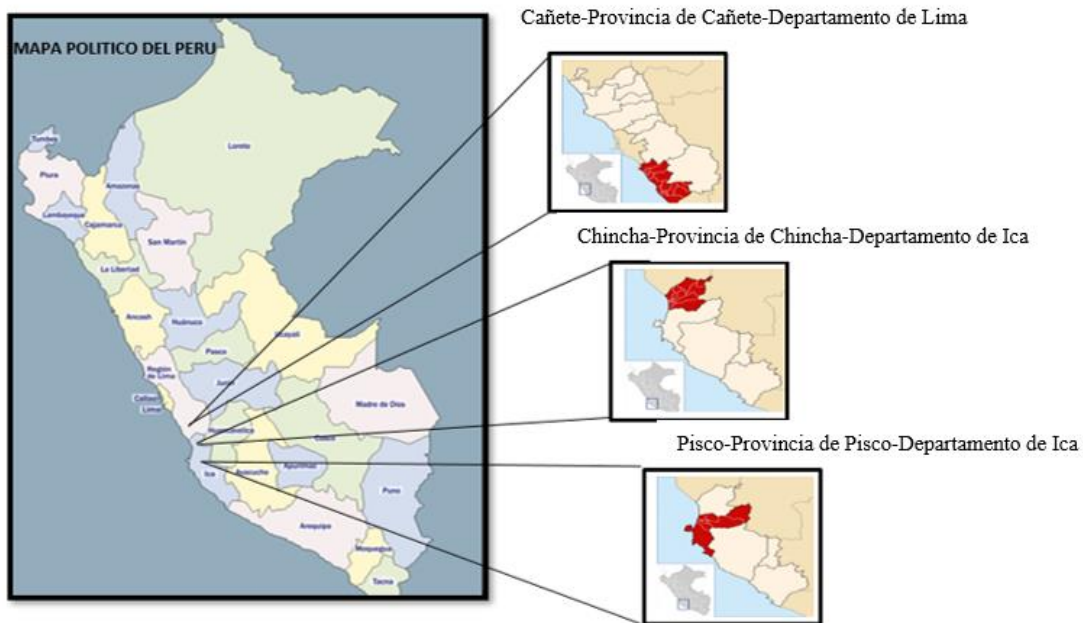 Cañete-Provincia de Cañete-Departamento de Lima
MAPA POLITICO DEL PERU
Loreto
Tumbes
Piura
Amazonas
Lambayeque
Cajamarca
San Martín
La Libertad
Chincha-Provincia de Chincha-Departamento de Ica
Ancash
Huánuco
Ucayali
Pasco
Región
de Lima
Junín
Callao
Lima
Madre de Dios
Huancavelica
Cusco
Pisco-Provincia de Pisco-Departamento de Ica
Ica
Ayacucho
Apurímac
Puno
Arequipa
Moquegua
Tacna